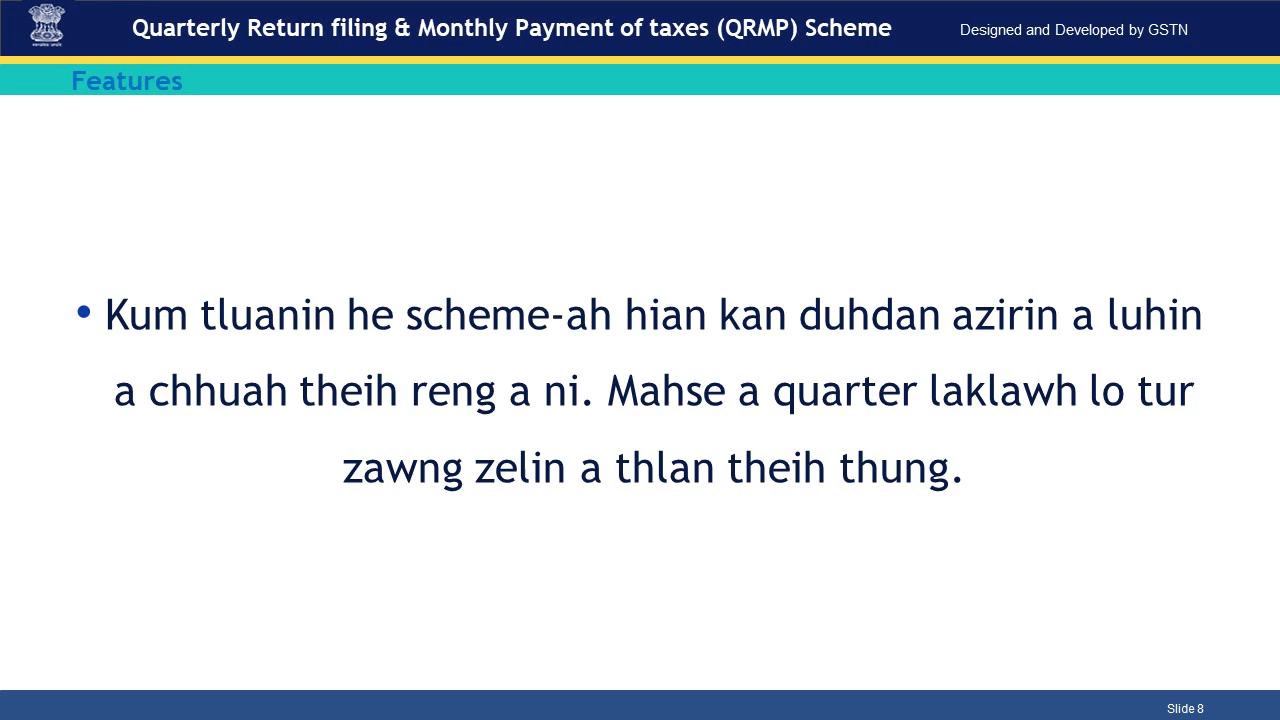 Quarterly Return filing & Monthly Payment of taxes (QRMP) Scheme
Designed and Developed by GSTN
Features
• Kum tluanin he scheme-ah hian kan duhdan azirin a luhin
a chhuah theih reng a ni. Mahse a quarter laklawh lo tur
zawng zelin a thlan theih thung.
Slide 8